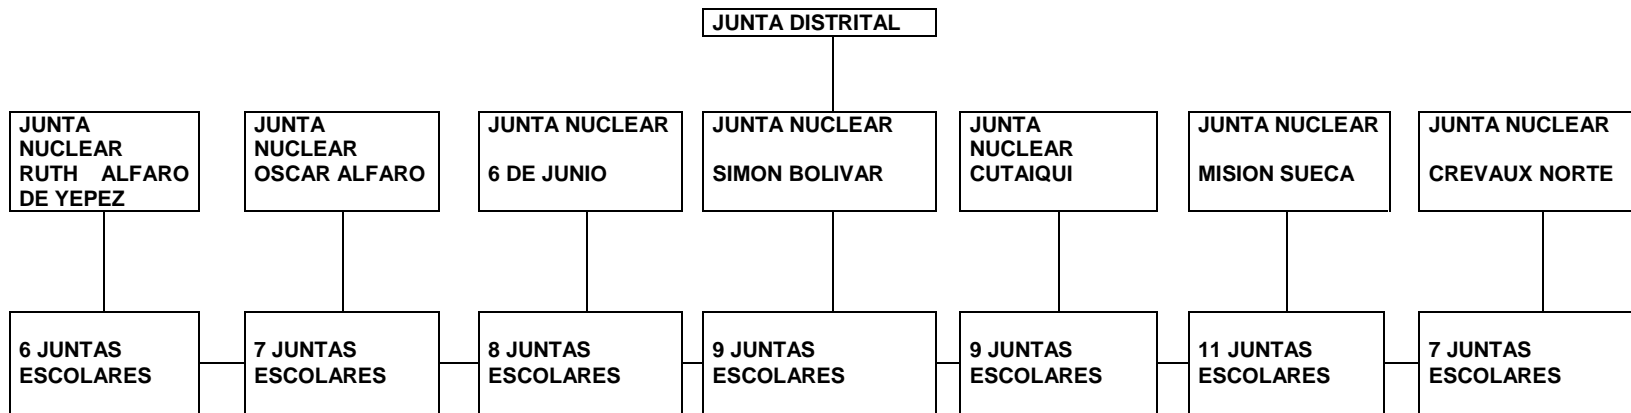 JUNTA DISTRITAL
JUNTA
NUCLEAR
RUTH ALFARO
DE YEPEZ
JUNTA
NUCLEAR
OSCAR ALFARO
JUNTA NUCLEAR
6 DE JUNIO
JUNTA NUCLEAR
SIMON BOLIVAR
JUNTA
NUCLEAR
CUTAIQUI
JUNTA NUCLEAR
MISION SUECA
JUNTA NUCLEAR
CREVAUX NORTE
6 JUNTAS
ESCOLARES
7 JUNTAS
ESCOLARES
8 JUNTAS
ESCOLARES
9 JUNTAS
ESCOLARES
9 JUNTAS
ESCOLARES
11 JUNTAS
ESCOLARES
7 JUNTAS
ESCOLARES